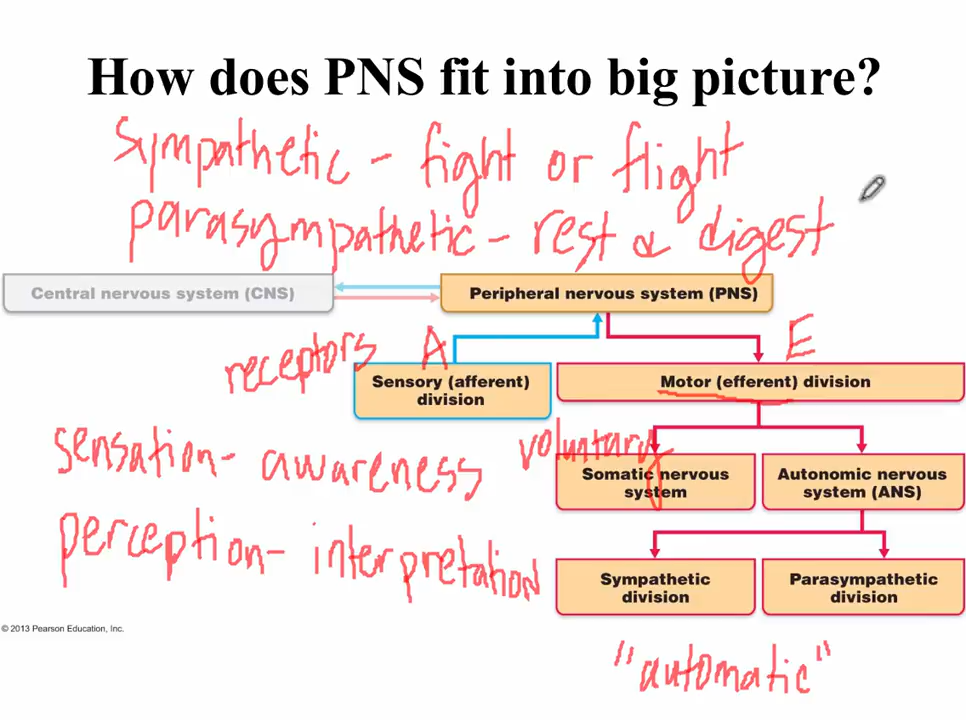 How does PNS fit into big picture?
sympathetic - fight or flight
parasympathetic - rest & digest
Central nervous system (CNS)
Peripheral nervous system (PNS)
receptors
A
E
Sensory (afferent)
division
Motor (efferent) division
sensation - awareness
voluntary
Somatic nervous
system
Autonomic nervous
system (ANS)
perception - interpretation
Sympathetic
division
Parasympathetic
division
© 2013 Pearson Education, Inc.
"automatic"